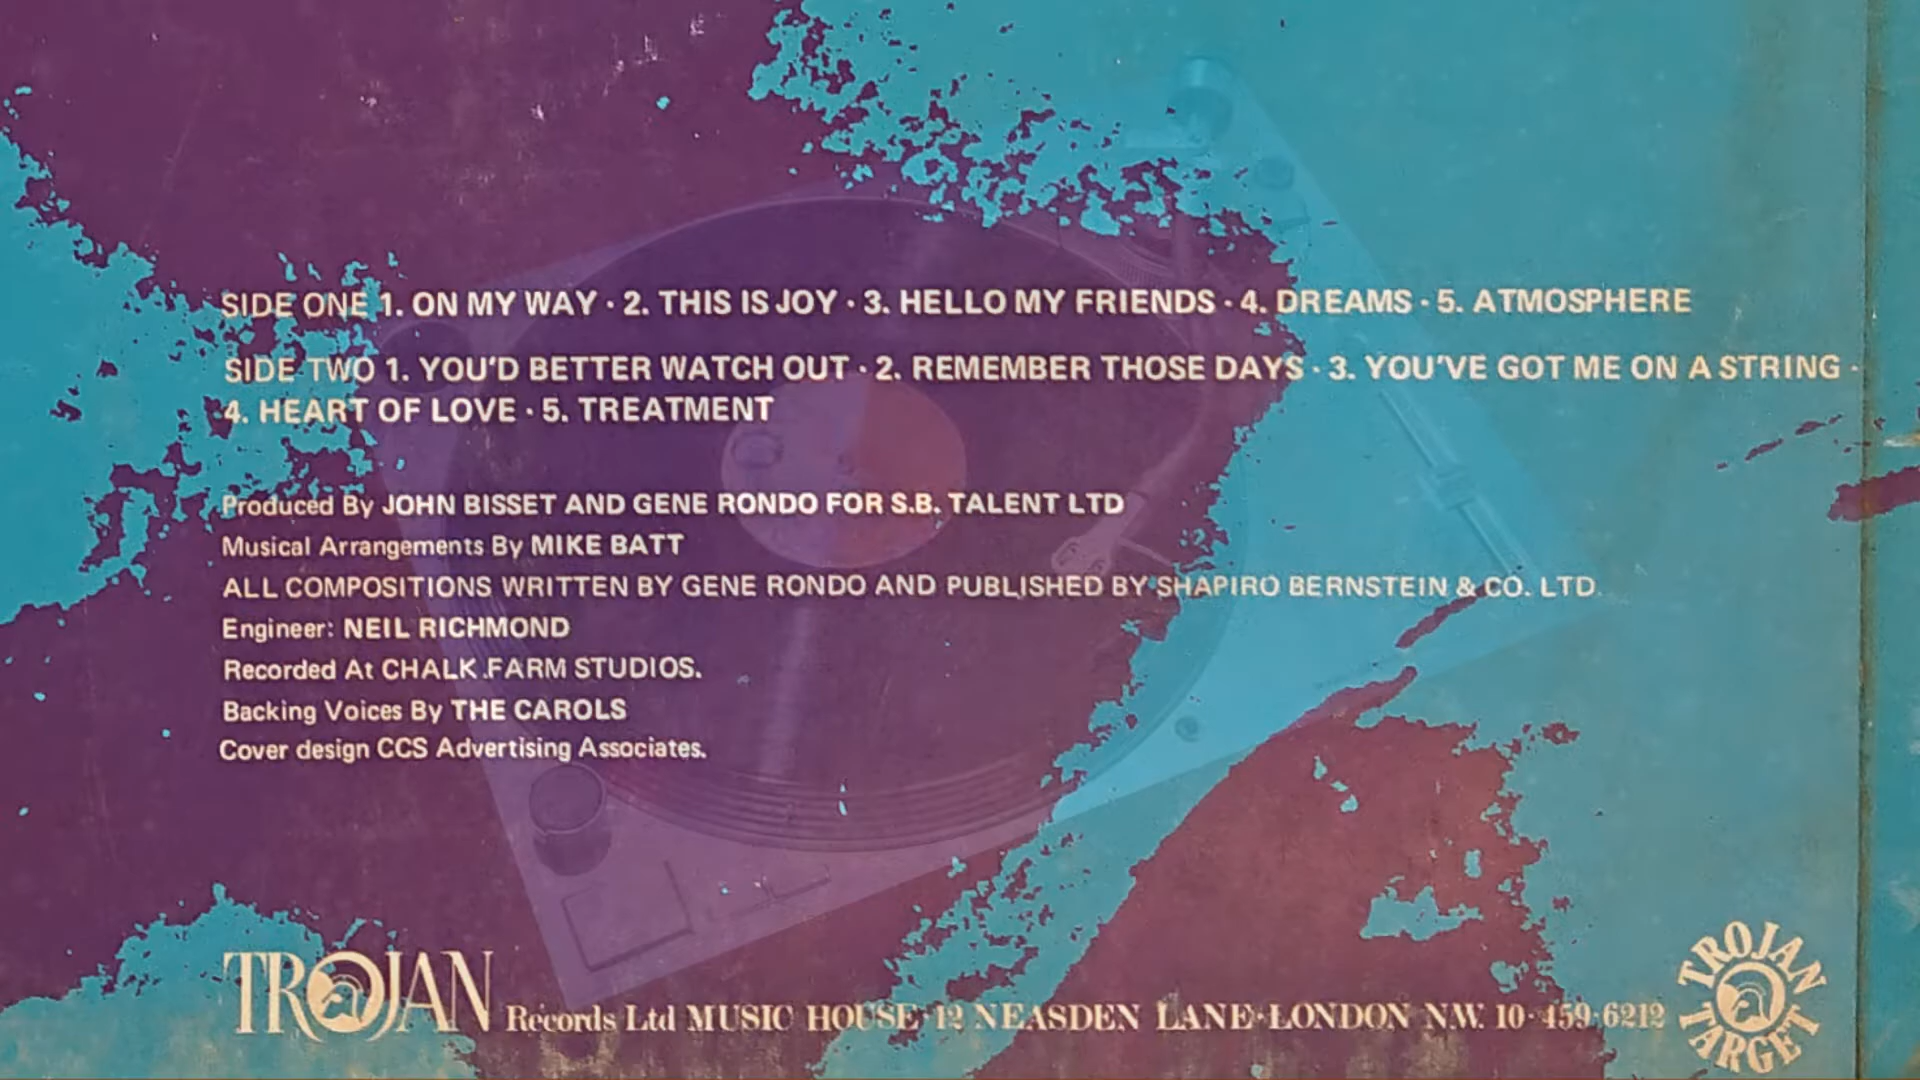 SIDE ONE 1. ON MY WAY · 2. THIS IS JOY · 3. HELLO MY FRIENDS · 4. DREAMS · 5. ATMOSPHERE
SIDE TWO 1. YOU'D BETTER WATCH OUT · 2. REMEMBER THOSE DAYS · 3. YOU'VE GOT ME ON A STRING ·
4. HEART OF LOVE · 5. TREATMENT
Produced By JOHN BISSET AND GENE RONDO FOR S.B. TALENT LTD
Musical Arrangements By MIKE BATT
ALL COMPOSITIONS WRITTEN BY GENE RONDO AND PUBLISHED BY SHAPIRO BERNSTEIN & CO. LTD.
Engineer: NEIL RICHMOND
Recorded At CHALK FARM STUDIOS.
Backing Voices By THE CAROLS
Cover design CCS Advertising Associates.
TROJAN Records Ltd MUSIC HOUSE · 12 NEASDEN LANE · LONDON N.W. 10 · 459·6212
TROJAN TARGET